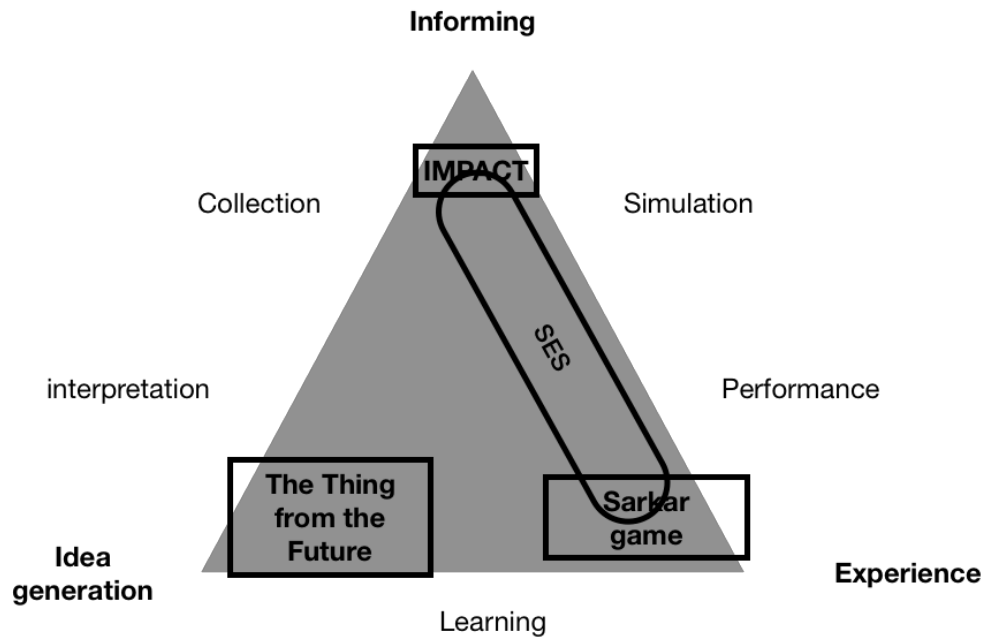 Informing
IMPACT
Collection
Simulation
SES
interpretation
Performance
The Thing
from the
Future
Sarkar
game
Idea
generation
Experience
Learning